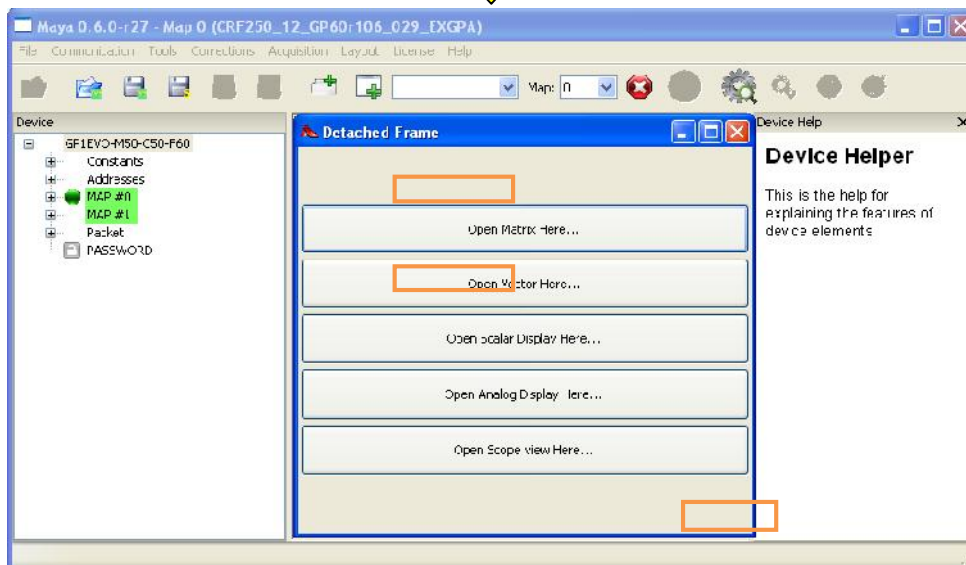 Maya 0.6.0-r27 - Map 0 (CRF250_12_GP60r106_029_EXGPA)
File Communication Tools Corrections Acquisition Layout License Help
Map: 0
Device
GF1EVO-M50-C50-F60
Constants
Addresses
MAP #0
MAP #1
Packet
PASSWORD
Detached Frame
Open Matrix Here...
Open Vector Here...
Open Scalar Display Here...
Open Analog Display Here...
Open Scope view Here...
Device Help
Device Helper
This is the help for
explaining the features of
device elements